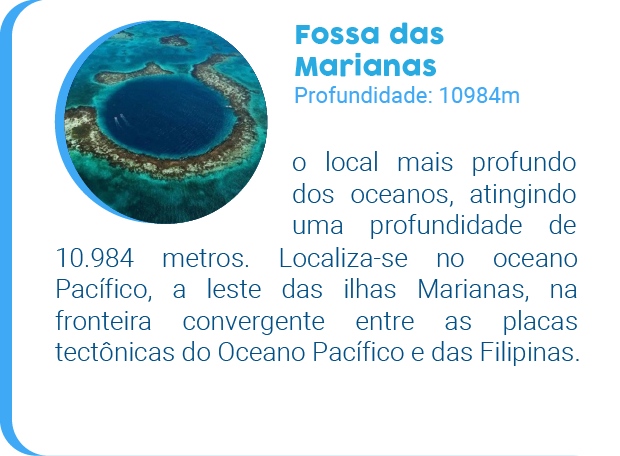 Fossa das
Marianas
Profundidade: 10984m
o local mais profundo
dos oceanos, atingindo
uma profundidade de
10.984 metros. Localiza-se no oceano
Pacífico, a leste das ilhas Marianas, na
fronteira convergente entre as placas
tectônicas do Oceano Pacífico e das Filipinas.